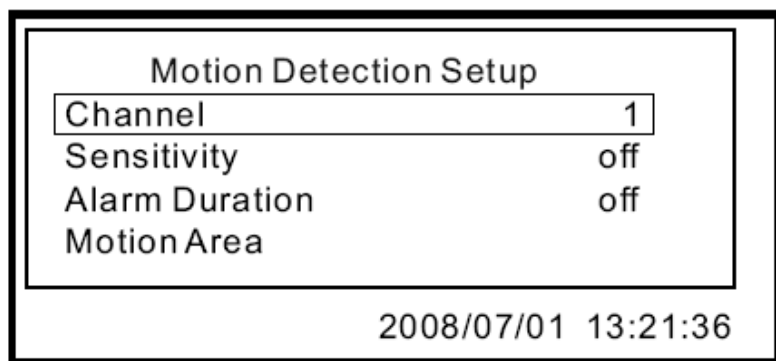 Motion Detection Setup
Channel 1
Sensitivity off
Alarm Duration off
Motion Area
2008/07/01 13:21:36